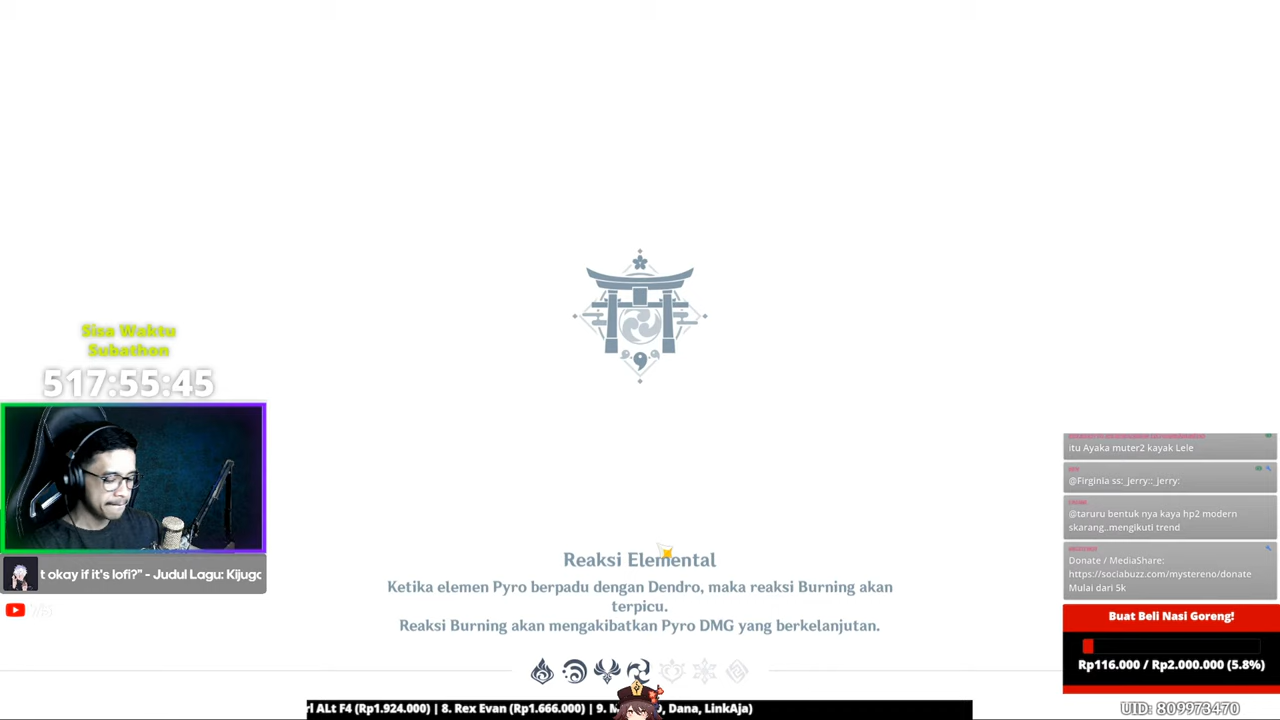 Sisa Waktu
Subathon
517:55:45
t okay if it's lofi?" - Judul Lagu: Kijugo
Reaksi Elemental
Ketika elemen Pyro berpadu dengan Dendro, maka reaksi Burning akan
terpicu.
Reaksi Burning akan mengakibatkan Pyro DMG yang berkelanjutan.
itu Ayaka muter2 kayak Lele
@Firginia ss:_jerry::_jerry:
@taruru bentuk nya kaya hp2 modern
skarang..mengikuti trend
Donate / MediaShare:
https://sociabuzz.com/mystereno/donate
Mulai dari 5k
Buat Beli Nasi Goreng!
Rp116.000 / Rp2.000.000 (5.8%)
rl ALt F4 (Rp1.924.000) | 8. Rex Evan (Rp1.666.000) | 9. M , Dana, LinkAja)
UID: 809973470